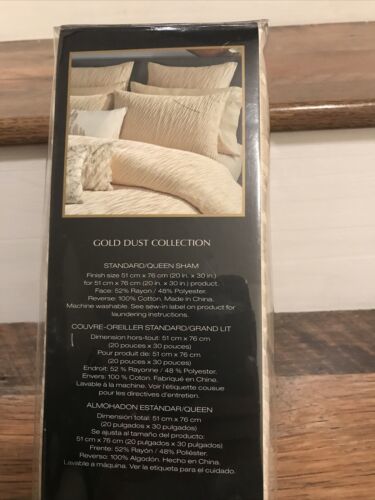 GOLD DUST COLLECTION
STANDARD/QUEEN SHAM
Finish size 51 cm x 76 cm (20 in. x 30 in.)
for 51 cm x 76 cm (20 in. x 30 in.) product.
Face: 52% Rayon / 48% Polyester.
Reverse: 100% Cotton. Made in China.
Machine washable. See sew-in label on product for
laundering instructions.
COUVRE-OREILLER STANDARD/GRAND LIT
Dimension hors-tout: 51 cm x 76 cm
(20 pouces x 30 pouces)
Pour produit de: 51 cm x 76 cm
(20 pouces x 30 pouces)
Endroit: 52 % Rayonne / 48 % Polyester.
Envers: 100% Coton. Fabriqué en Chine.
Lavable à la machine. Voir l'étiquette cousue
pour les directives d'entretien.
ALMOHADON ESTANDAR/QUEEN
Dimension total: 51 cm x 76 cm
(20 pulgados x 30 pulgados)
Se ajusta al tamaño del producto:
51 cm x 76 cm (20 pulgados x 30 pulgados)
Frente: 52% Rayon / 48% Poliéster.
Reverso: 100% Algodón. Hecho en China.
Lavable a máquina. Ver la etiqueta para el cuidado.